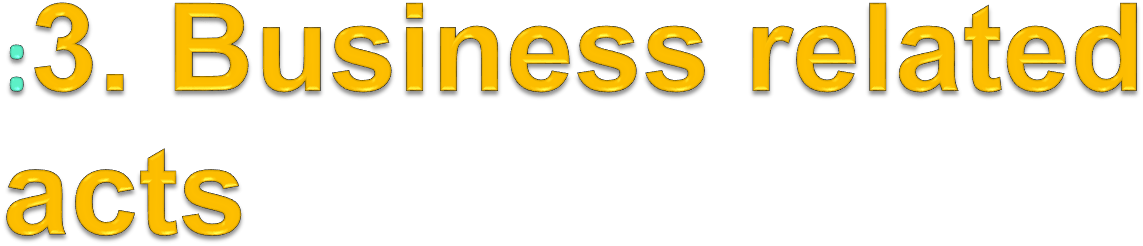 :3. Business related
acts